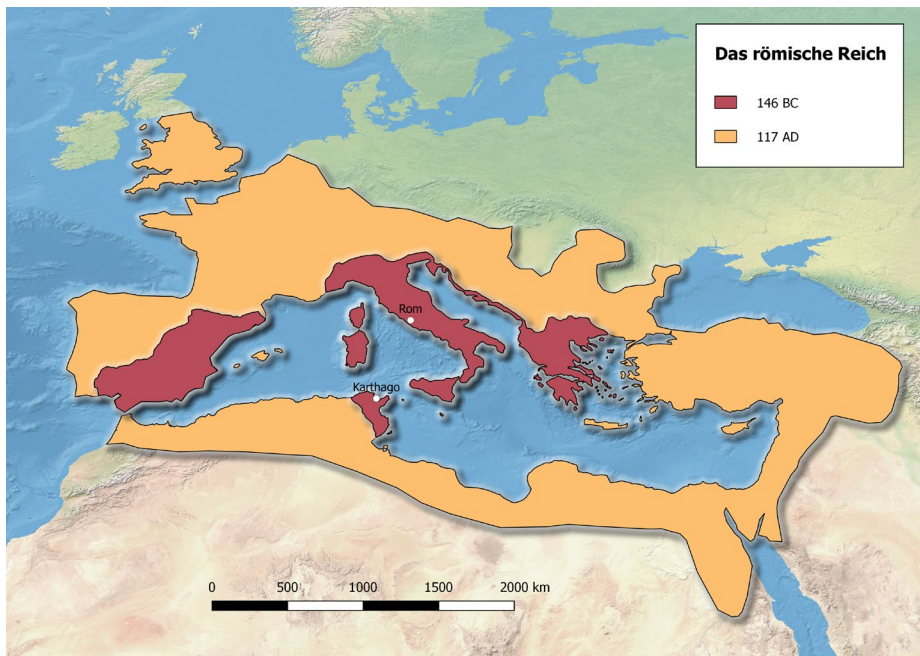 Das römische Reich
146 BC
117 AD
Rom
Karthago
0 500 1000 1500 2000 km